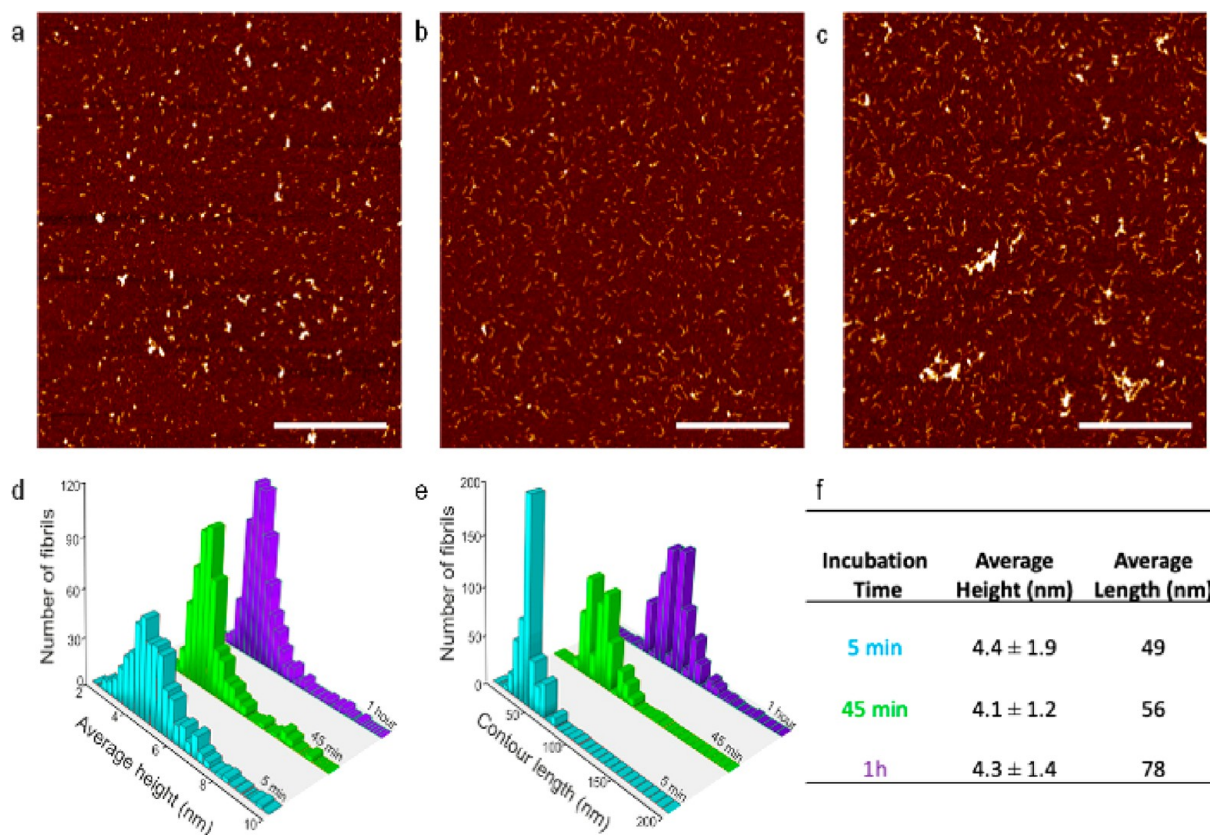 a
b
c
d
120
90
60
30
0
Number of fibrils
2
4
6
8
10
Average height (nm)
5 min
45 min
1 hour
e
200
150
100
50
0
Number of fibrils
50
100
150
200
Contour length (nm)
5 min
45 min
1 hour
f
Incubation Time Average Height (nm) Average Length (nm)
5 min 4.4 ± 1.9 49
45 min 4.1 ± 1.2 56
1h 4.3 ± 1.4 78